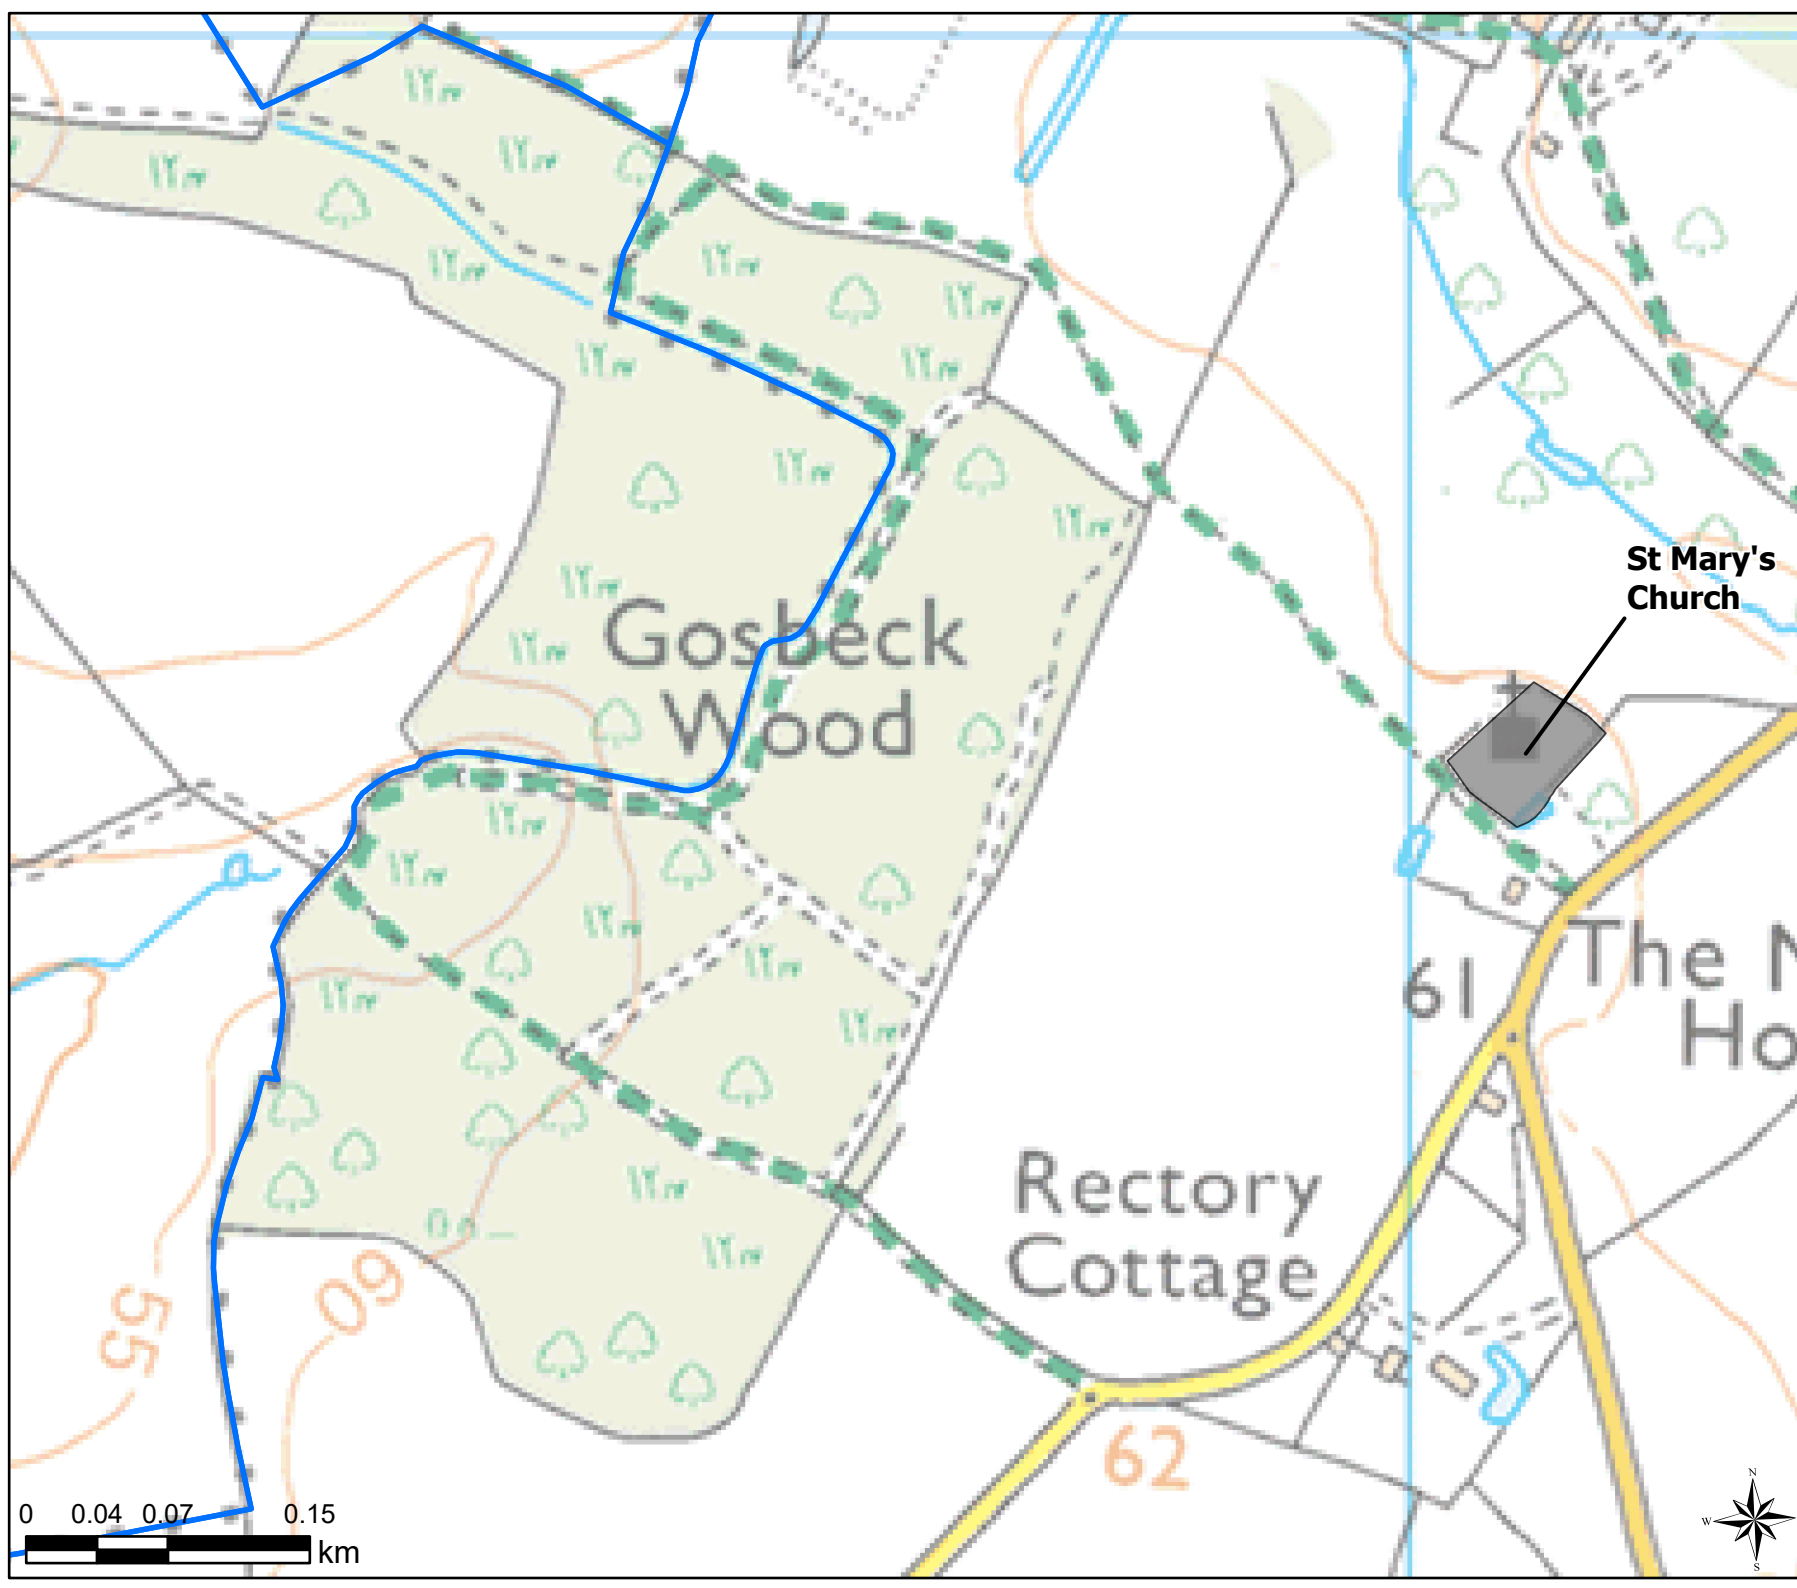 St Mary's
Church
Gosbeck
Wood
The N
Ho
61
Rectory
Cottage
55
60
62
0 0.04 0.07 0.15
km
N
W
S